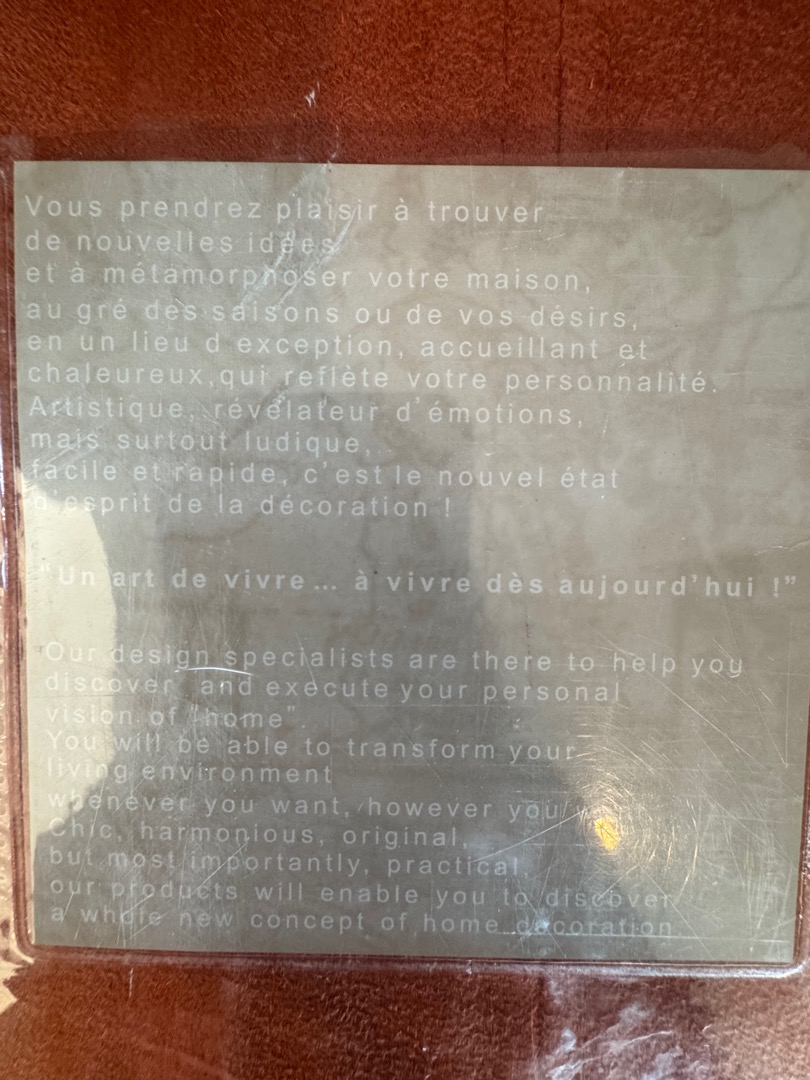 Vous prendrez plaisir à trouver
de nouvelles idées
et à métamorphoser votre maison,
au gré des saisons ou de vos désirs,
en un lieu d exception, accueillant et
chaleureux,qui reflète votre personnalité.
Artistique, révélateur d'émotions,
mais surtout ludique,
facile et rapide, c'est le nouvel état
d'esprit de la décoration !
"Un art de vivre... à vivre dès aujourd'hui !"
Our design specialists are there to help you
discover and execute your personal
vision of "home".
You will be able to transform your
living environment
whenever you want, however you
Chic, harmonious, original,
but most importantly, practical,
our products will enable you to discover
a whole new concept of home decoration